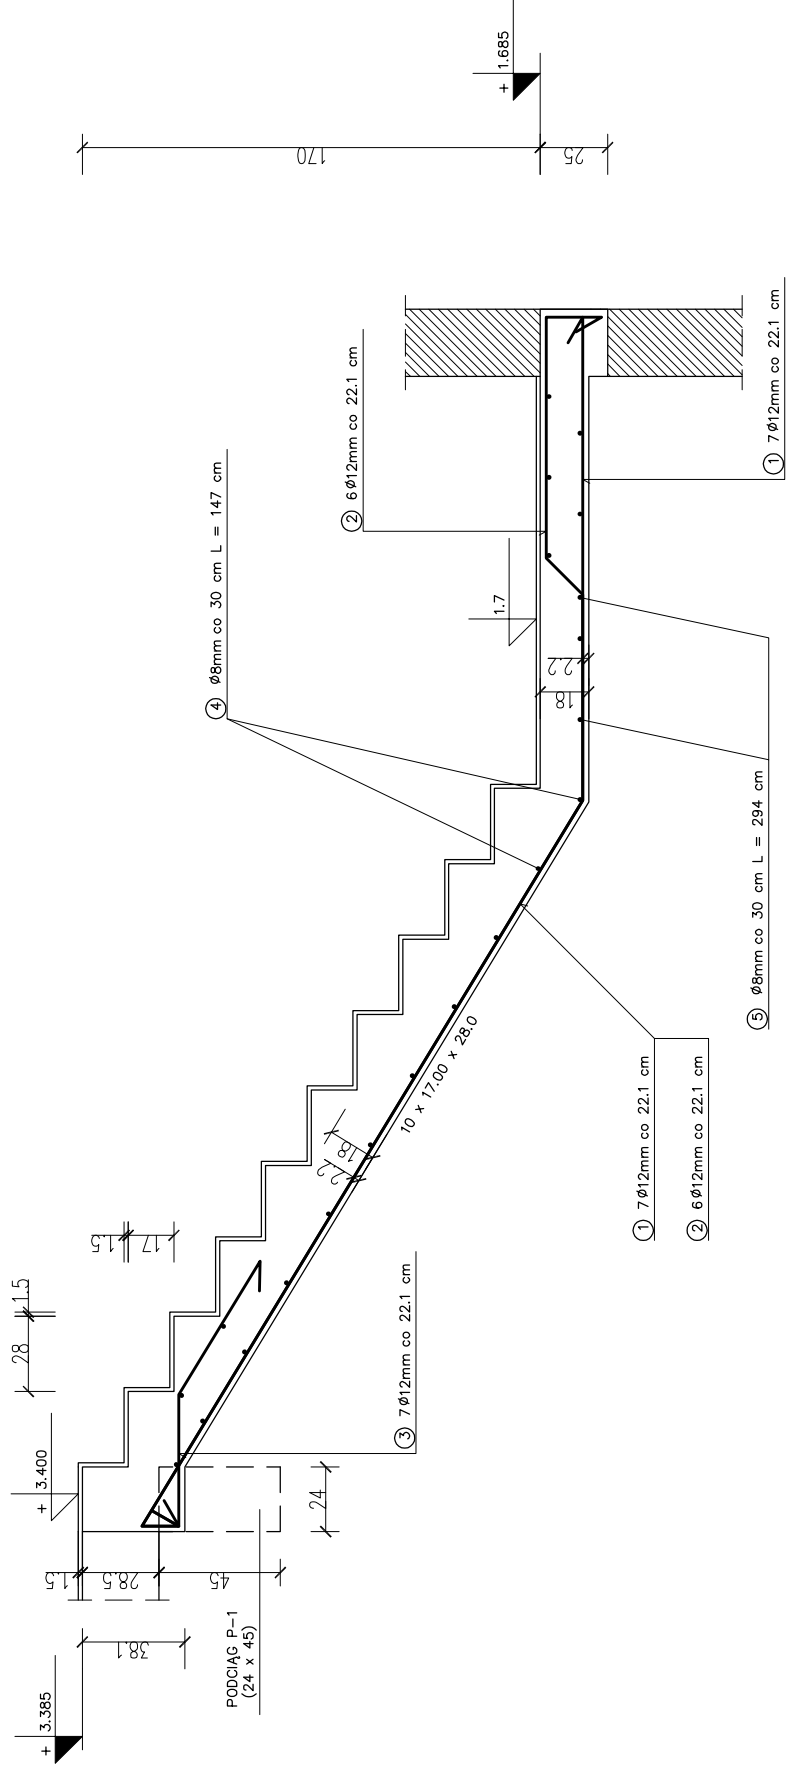 + 1.685
170
25
② 6Ø12mm co 22.1 cm
① 7Ø12mm co 22.1 cm
④ Ø8mm co 30 cm L = 147 cm
1.7
2.2
18
⑤ Ø8mm co 30 cm L = 294 cm
10 x 17.00 x 28.0
18
2.2
① 7Ø12mm co 22.1 cm
② 6Ø12mm co 22.1 cm
1.5
17
1.5
28
③ 7Ø12mm co 22.1 cm
+ 3.400
24
1.5
28.5
45
38.1
PODCIĄG P-1
(24 x 45)
+ 3.385